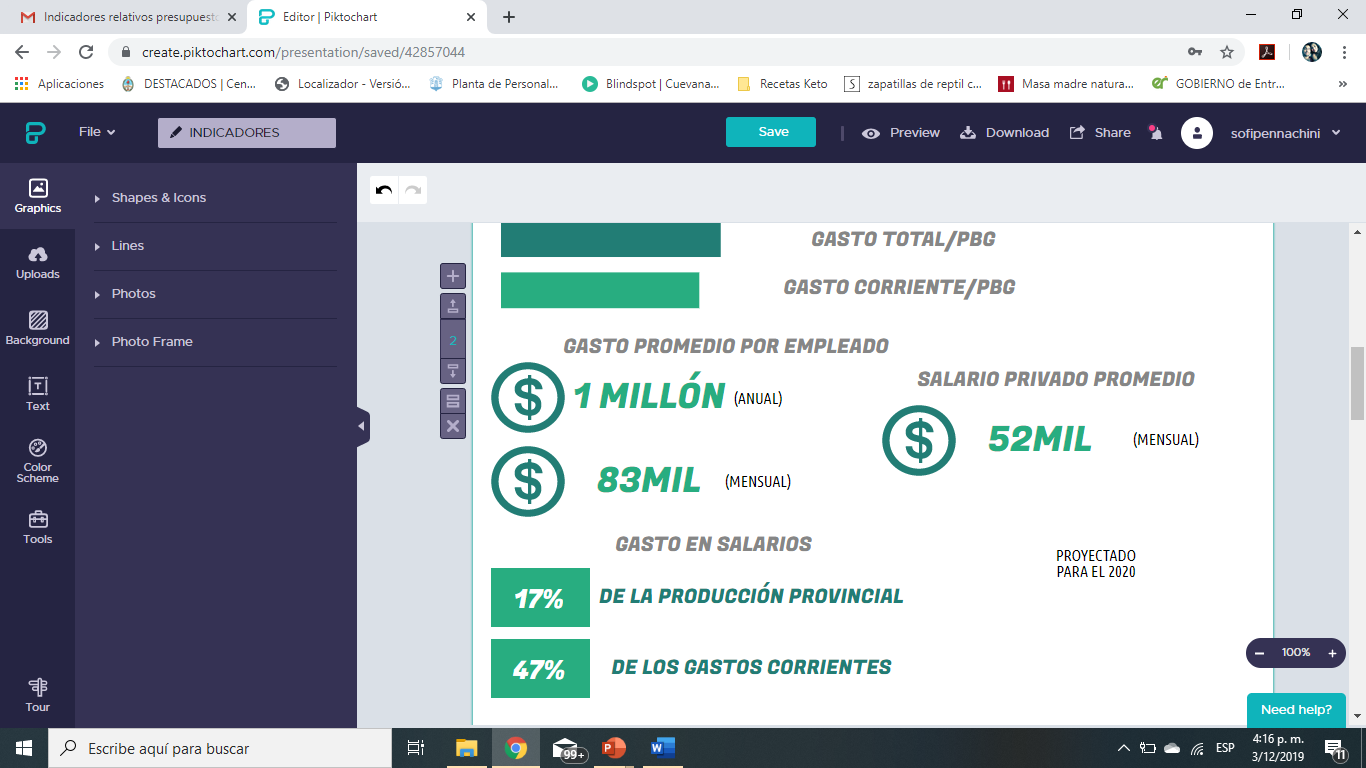 Indicadores relativos presupuest
Editor | Piktochart
create.piktochart.com/presentation/saved/42857044
Aplicaciones
DESTACADOS | Cen...
Localizador - Versió...
Planta de Personal...
Blindspot | Cuevana...
Recetas Keto
zapatillas de reptil c...
Masa madre natura...
GOBIERNO de Entr...
»
File
INDICADORES
Save
Preview
Download
Share
sofipennachini
Graphics
Uploads
Background
Text
Color
Scheme
Tools
Tour
Shapes & Icons
Lines
Photos
Photo Frame
2
GASTO TOTAL/PBG
GASTO CORRIENTE/PBG
GASTO PROMEDIO POR EMPLEADO
$ 1 MILLÓN (ANUAL)
$ 83MIL (MENSUAL)
SALARIO PRIVADO PROMEDIO
$ 52MIL (MENSUAL)
GASTO EN SALARIOS
17% DE LA PRODUCCIÓN PROVINCIAL
47% DE LOS GASTOS CORRIENTES
PROYECTADO
PARA EL 2020
100%
Need help?
Escribe aquí para buscar
99+
ESP
4:16 p. m.
3/12/2019
11